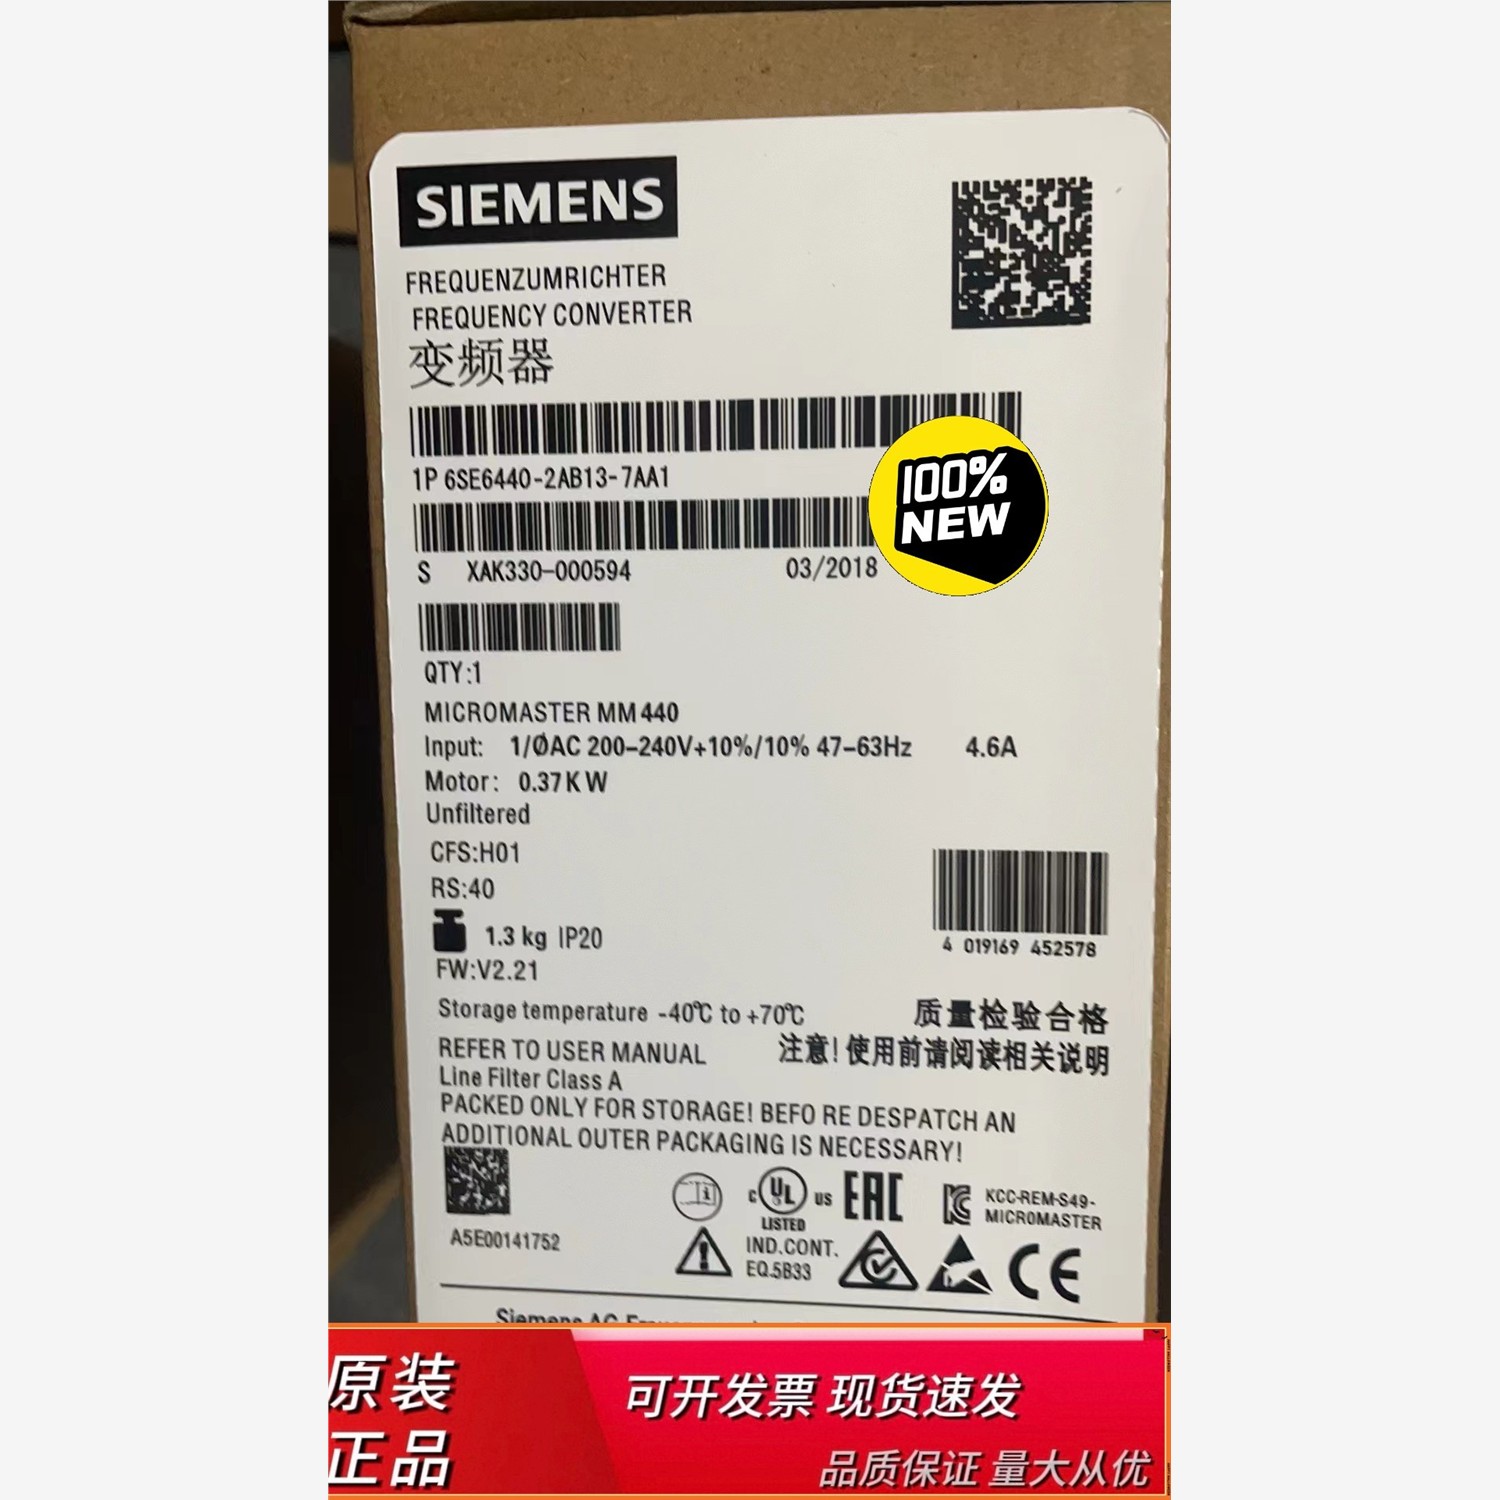 SIEMENS
FREQUENZUMRICHTER
FREQUENCY CONVERTER
变频器
1P 6SE6440-2AB13-7AA1
100%
NEW
S XAK330-000594 03/2018
QTY:1
MICROMASTER MM440
Input: 1/ØAC 200-240V+10%/10% 47-63Hz 4.6A
Motor: 0.37KW
Unfiltered
CFS:H01
RS:40
1.3 kg IP20
4 019169 452578
FW:V2.21
Storage temperature -40℃ to +70℃
质量检验合格
REFER TO USER MANUAL
注意!使用前请阅读相关说明
Line Filter Class A
PACKED ONLY FOR STORAGE! BEFO RE DESPATCH AN
ADDITIONAL OUTER PACKAGING IS NECESSARY!
A5E00141752
C UL US
LISTED
IND.CONT.
EQ.5B33
EAC
KCC-REM-S49-
MICROMASTER
CE
Siemens AG
原装
正品
可开发票 现货速发
品质保证 量大从优